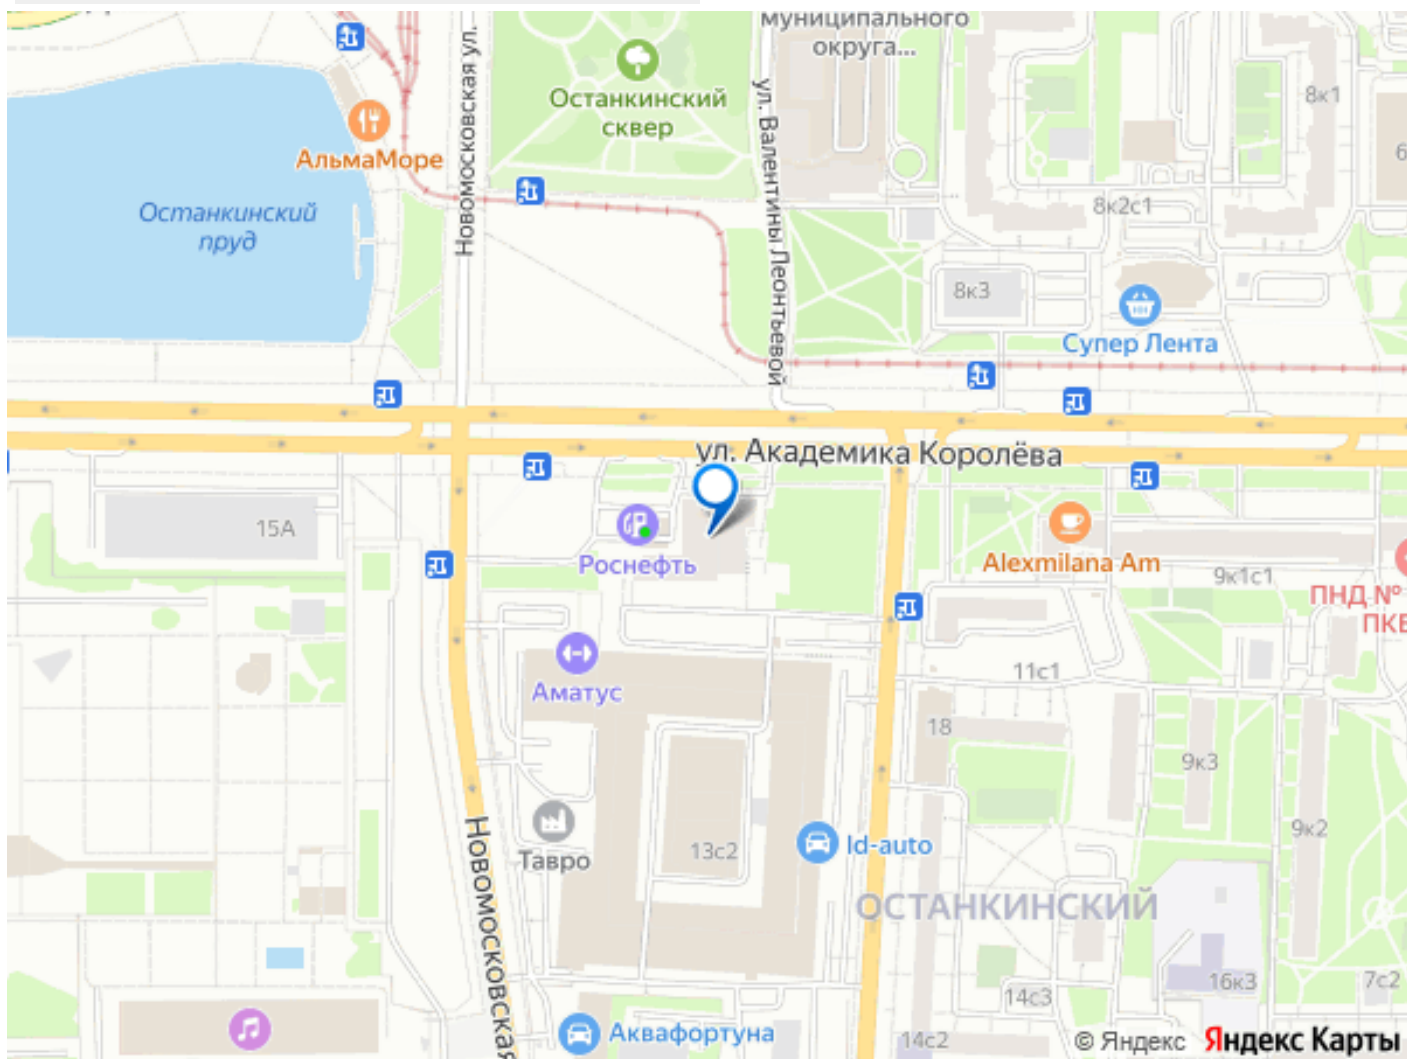 муниципального
округа...
Новомосковская ул.
Останкинский
сквер
ул. Валентины Леонтьевой
8к1
АльмаМоре
Останкинский
пруд
8к2с1
8к3
Супер Лента
ул. Академика Королёва
15А
Роснефть
Alexmilana Am
9к1с1
ПНД №
Аматус
11с1
18
9к3
9к2
Тавро
13с2
Id-auto
Новомосковская
ОСТАНКИНСКИЙ
16к3
7с2
14с3
14с2
Аквафортуна
© Яндекс Яндекс Карты